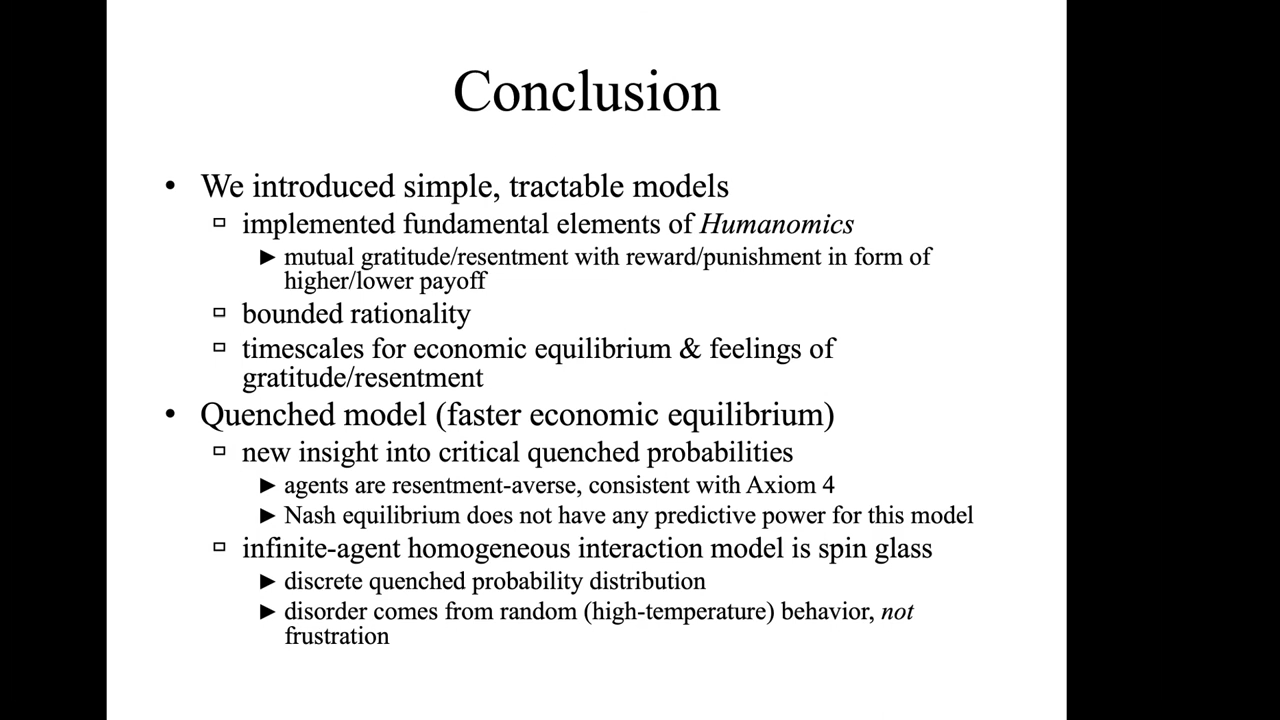 Conclusion
• We introduced simple, tractable models
▫ implemented fundamental elements of Humanomics
► mutual gratitude/resentment with reward/punishment in form of
higher/lower payoff
▫ bounded rationality
▫ timescales for economic equilibrium & feelings of
gratitude/resentment
• Quenched model (faster economic equilibrium)
▫ new insight into critical quenched probabilities
► agents are resentment-averse, consistent with Axiom 4
► Nash equilibrium does not have any predictive power for this model
▫ infinite-agent homogeneous interaction model is spin glass
► discrete quenched probability distribution
► disorder comes from random (high-temperature) behavior, not
frustration